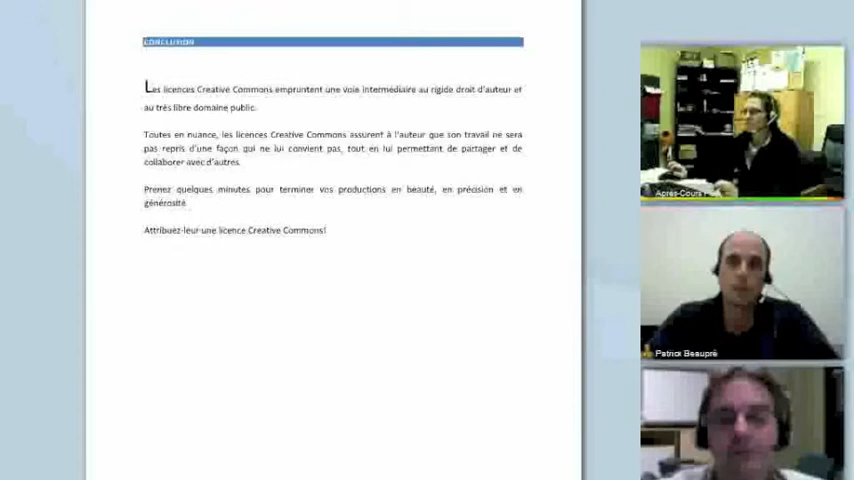 CONCLUSION
Les licences Creative Commons empruntent une voie intermédiaire au rigide droit d'auteur et
au très libre domaine public.
Toutes en nuance, les licences Creative Commons assurent à l'auteur que son travail ne sera
pas repris d'une façon qui ne lui convient pas, tout en lui permettant de partager et de
collaborer avec d'autres.
Prenez quelques minutes pour terminer vos productions en beauté, en précision et en
générosité.
Attribuez-leur une licence Creative Commons!
Après-Cours
Patrice Beaupré